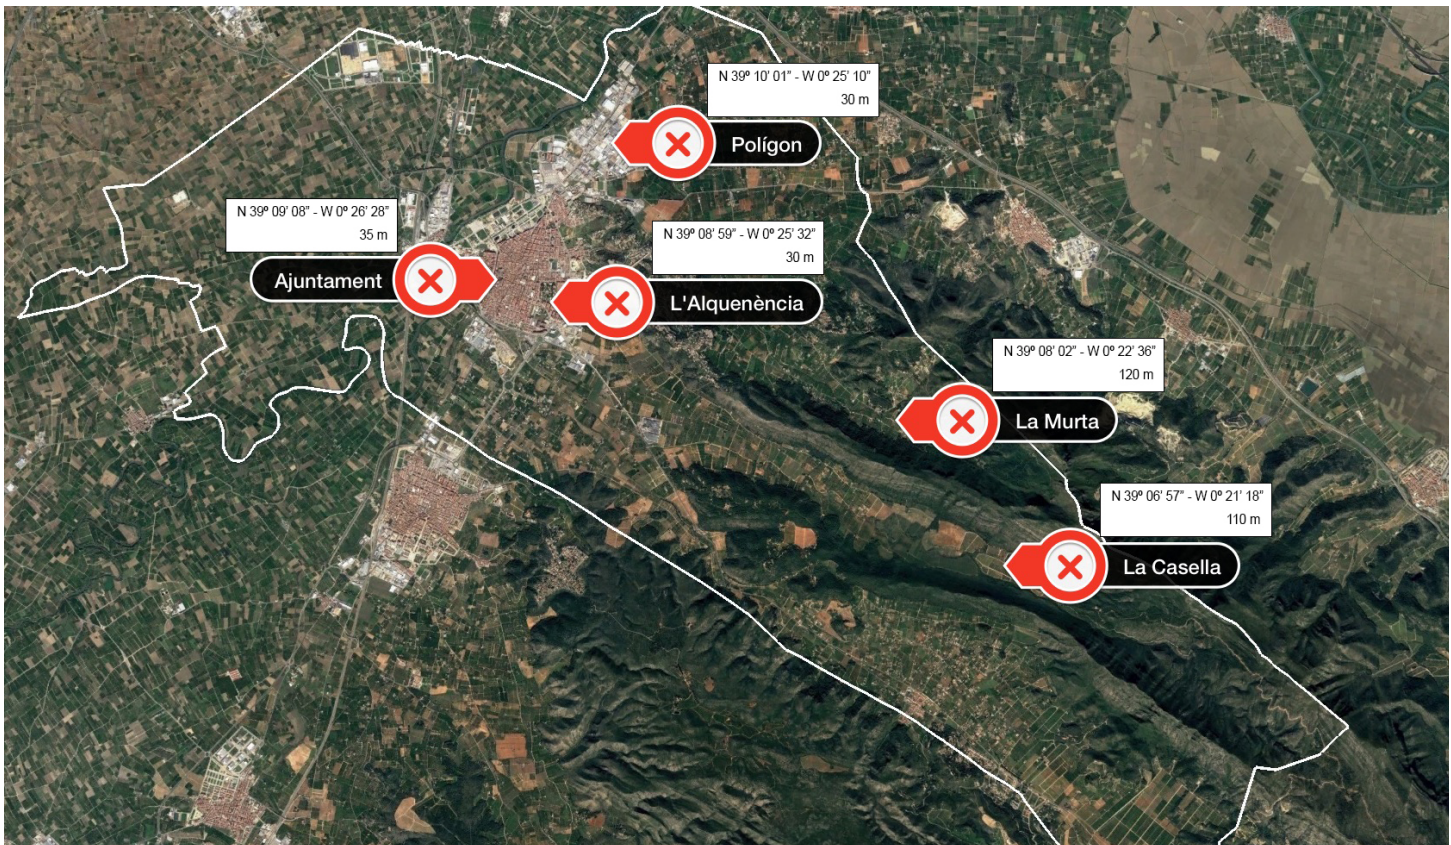 N 39º 10’ 01” - W 0º 25’ 10”
30 m
Polígon
N 39º 09’ 08” - W 0º 26’ 28”
35 m
Ajuntament
N 39º 08’ 59” - W 0º 25’ 32”
30 m
L'Alquenència
N 39º 08’ 02” - W 0º 22’ 36”
120 m
La Murta
N 39º 06’ 57” - W 0º 21’ 18”
110 m
La Casella